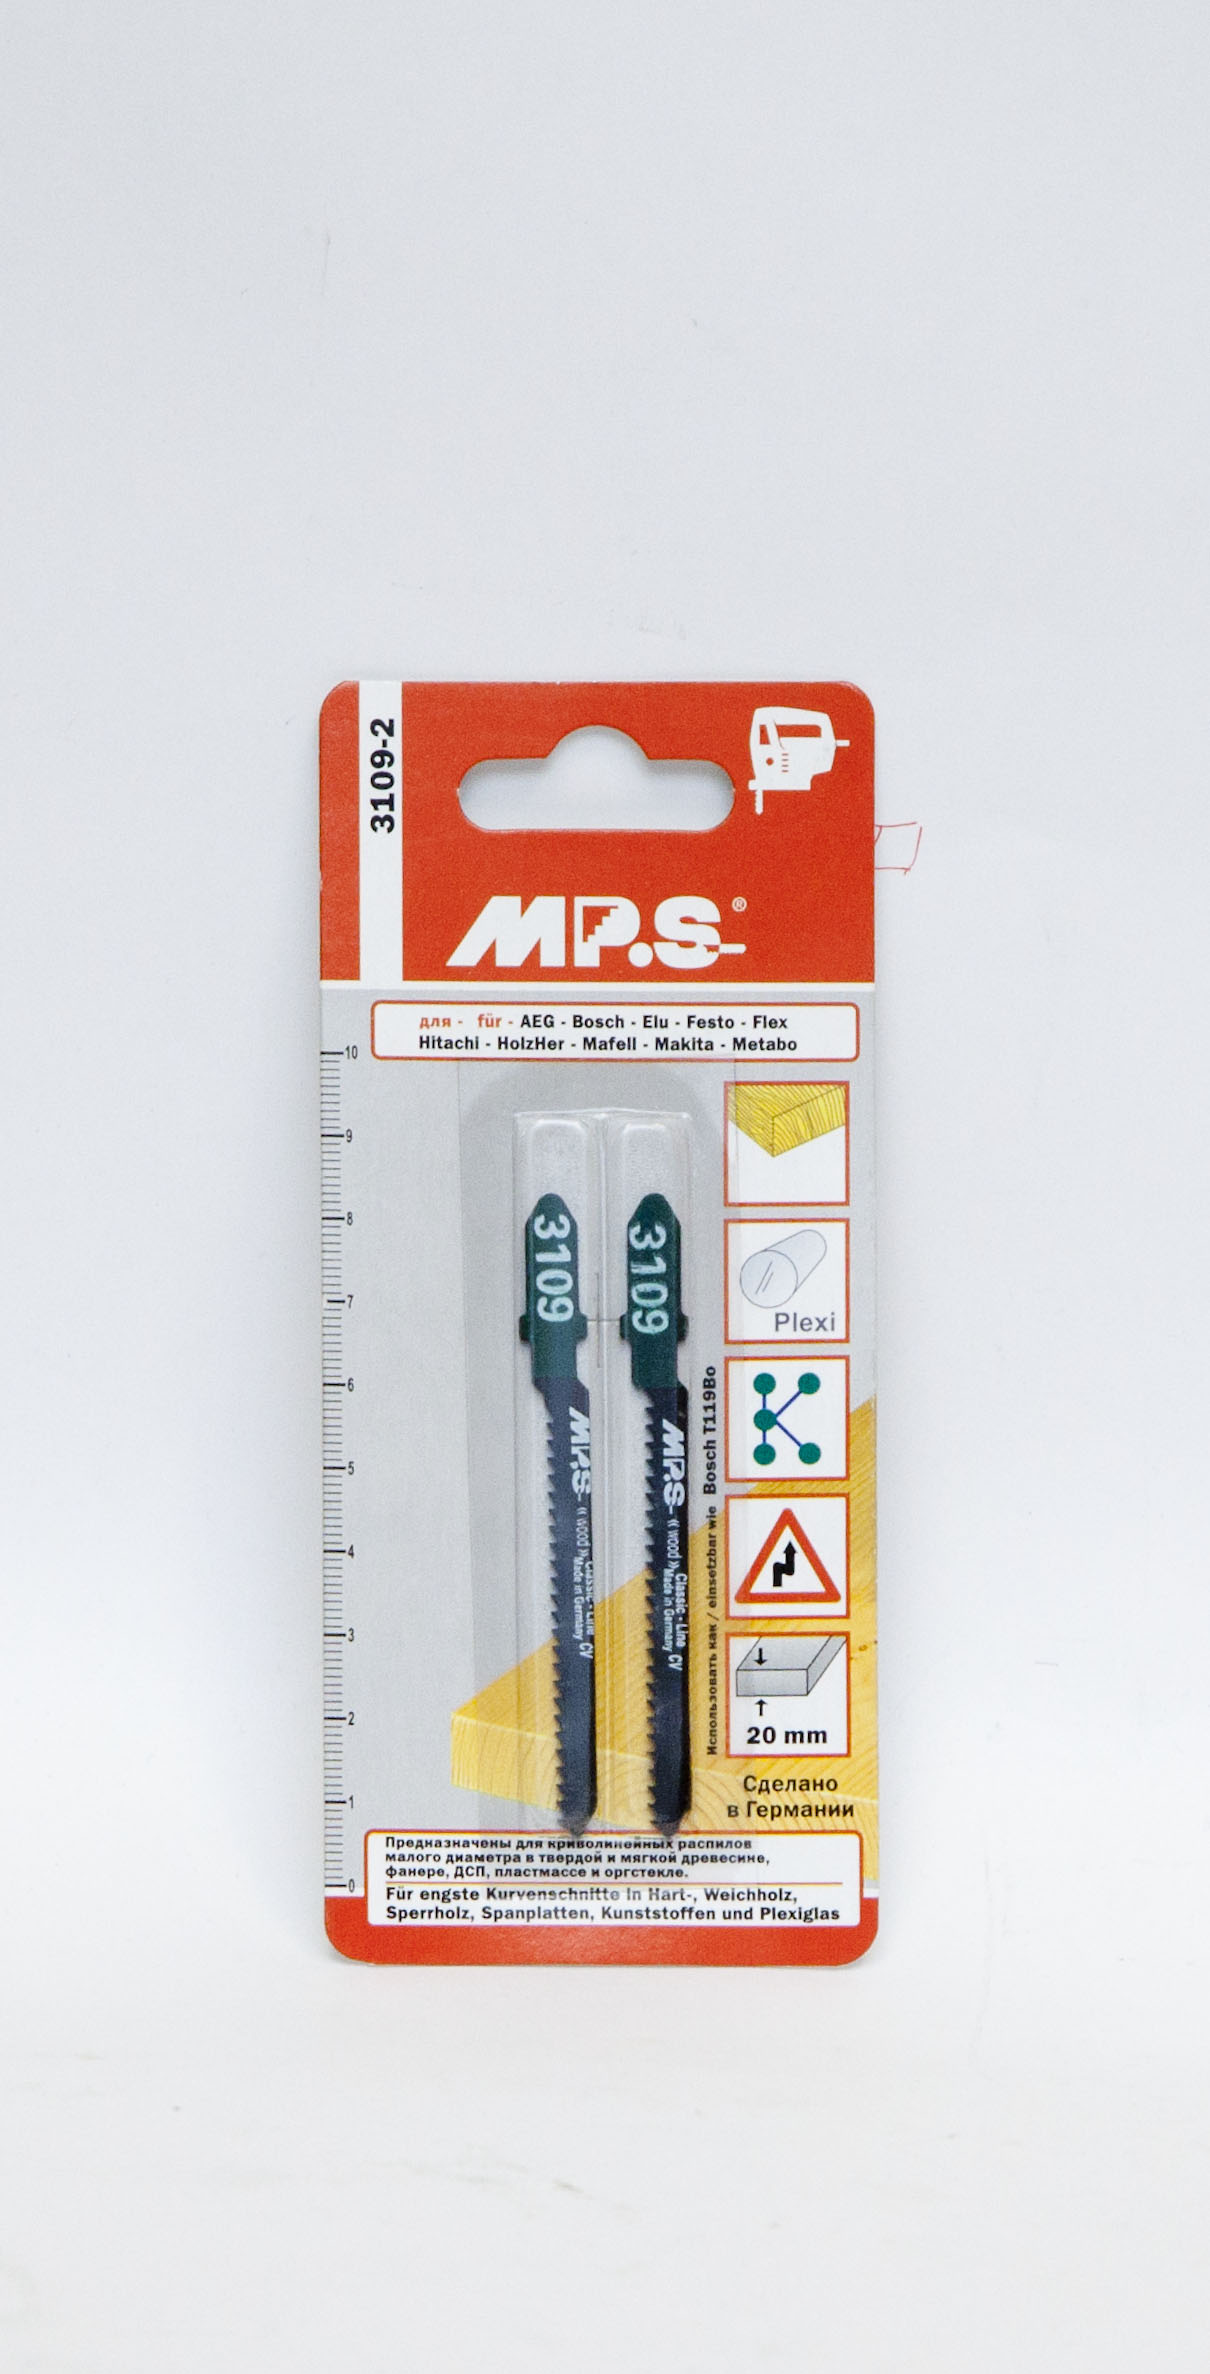 3109-2
MP.S®
для - für - AEG - Bosch - Elu - Festo - Flex
Hitachi - HolzHer - Mafell - Makita - Metabo
10
9
8
7
6
5
4
3
2
1
0
3109
MP.S
« wood »
Classic - Line CV
Made in Germany
3109
MP.S
« wood »
Classic - Line CV
Made in Germany
Использовать как / einsetzbar wie Bosch T119Bo
Plexi
20 mm
Сделано
в Германии
Предназначены для криволинейных распилов
малого диаметра в твердой и мягкой древесине,
фанере, ДСП, пластмассе и оргстекле.
Für engste Kurvenschnitte in Hart-, Weichholz,
Sperrholz, Spanplatten, Kunststoffen und Plexiglas